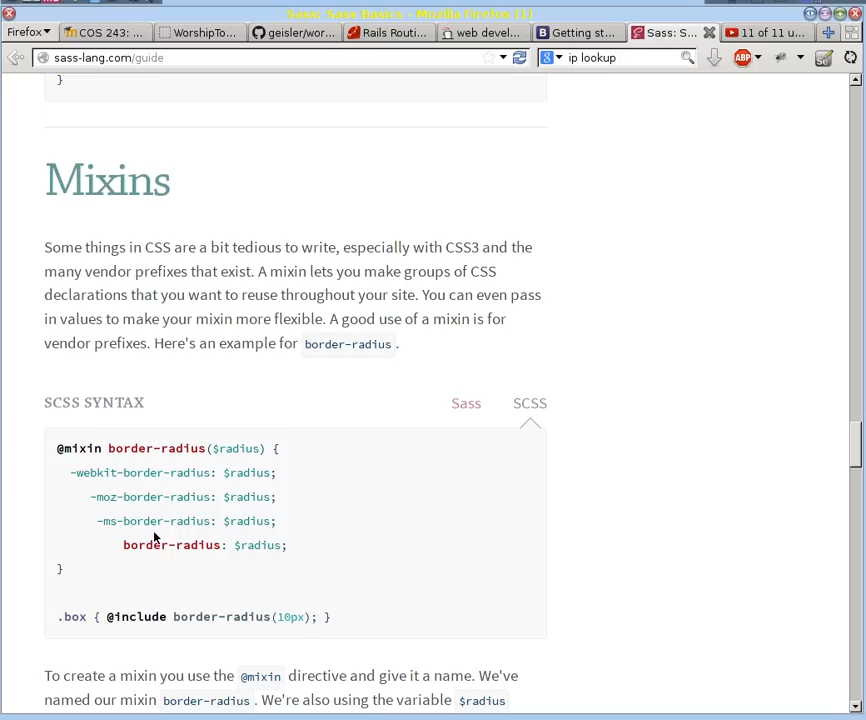 Sass: Sass Basics - Mozilla Firefox (1)
Firefox
COS 243: ...
WorshipTo...
geisler/wor...
Rails Routi...
web devel...
Getting st...
Sass: S...
11 of 11 u...
sass-lang.com/guide
ip lookup
ABP
}
Mixins
Some things in CSS are a bit tedious to write, especially with CSS3 and the
many vendor prefixes that exist. A mixin lets you make groups of CSS
declarations that you want to reuse throughout your site. You can even pass
in values to make your mixin more flexible. A good use of a mixin is for
vendor prefixes. Here's an example for border-radius.
SCSS SYNTAX
Sass
SCSS
@mixin border-radius($radius) {
-webkit-border-radius: $radius;
-moz-border-radius: $radius;
-ms-border-radius: $radius;
border-radius: $radius;
}
.box { @include border-radius(10px); }
To create a mixin you use the @mixin directive and give it a name. We've
named our mixin border-radius. We're also using the variable $radius